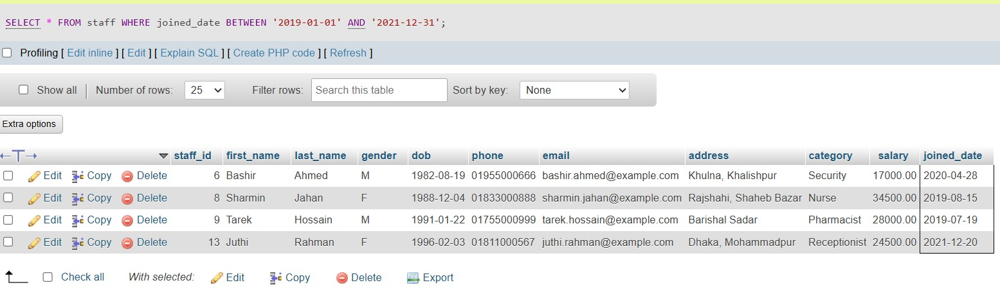 SELECT * FROM staff WHERE joined_date BETWEEN '2019-01-01' AND '2021-12-31';
Profiling [ Edit inline ] [ Edit ] [ Explain SQL ] [ Create PHP code ] [ Refresh ]
Show all Number of rows: 25 Filter rows: Search this table Sort by key: None
Extra options
staff_id first_name last_name gender dob phone email address category salary joined_date
Edit Copy Delete 6 Bashir Ahmed M 1982-08-19 01955000666 bashir.ahmed@example.com Khulna, Khalishpur Security 17000.00 2020-04-28
Edit Copy Delete 8 Sharmin Jahan F 1988-12-04 01833000888 sharmin.jahan@example.com Rajshahi, Shaheb Bazar Nurse 34500.00 2019-08-15
Edit Copy Delete 9 Tarek Hossain M 1991-01-22 01755000999 tarek.hossain@example.com Barishal Sadar Pharmacist 28000.00 2019-07-19
Edit Copy Delete 13 Juthi Rahman F 1996-02-03 01811000567 juthi.rahman@example.com Dhaka, Mohammadpur Receptionist 24500.00 2021-12-20
Check all With selected: Edit Copy Delete Export